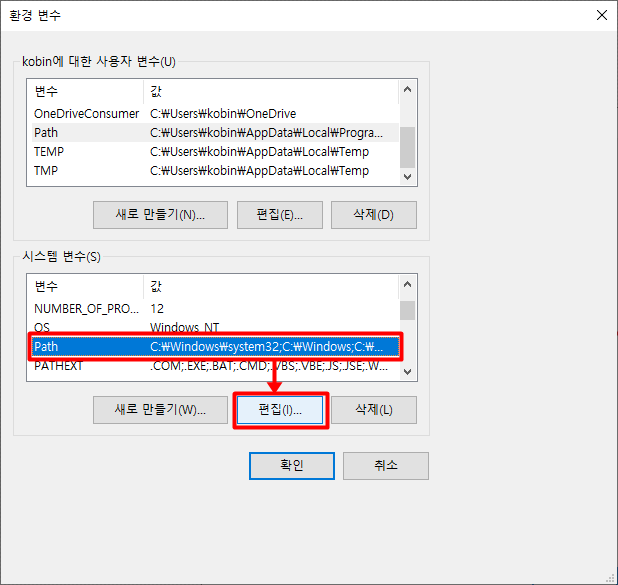 환경 변수
kobin에 대한 사용자 변수(U)
변수 값
OneDriveConsumer C:₩Users₩kobin₩OneDrive
Path C:₩Users₩kobin₩AppData₩Local₩Progra...
TEMP C:₩Users₩kobin₩AppData₩Local₩Temp
TMP C:₩Users₩kobin₩AppData₩Local₩Temp
새로 만들기(N)... 편집(E)... 삭제(D)
시스템 변수(S)
변수 값
NUMBER_OF_PRO... 12
OS Windows_NT
Path C:₩Windows₩system32;C:₩Windows;C:₩...
PATHEXT .COM;.EXE;.BAT;.CMD;.VBS;.VBE;.JS;.JSE;.W...
새로 만들기(W)... 편집(I)... 삭제(L)
확인 취소